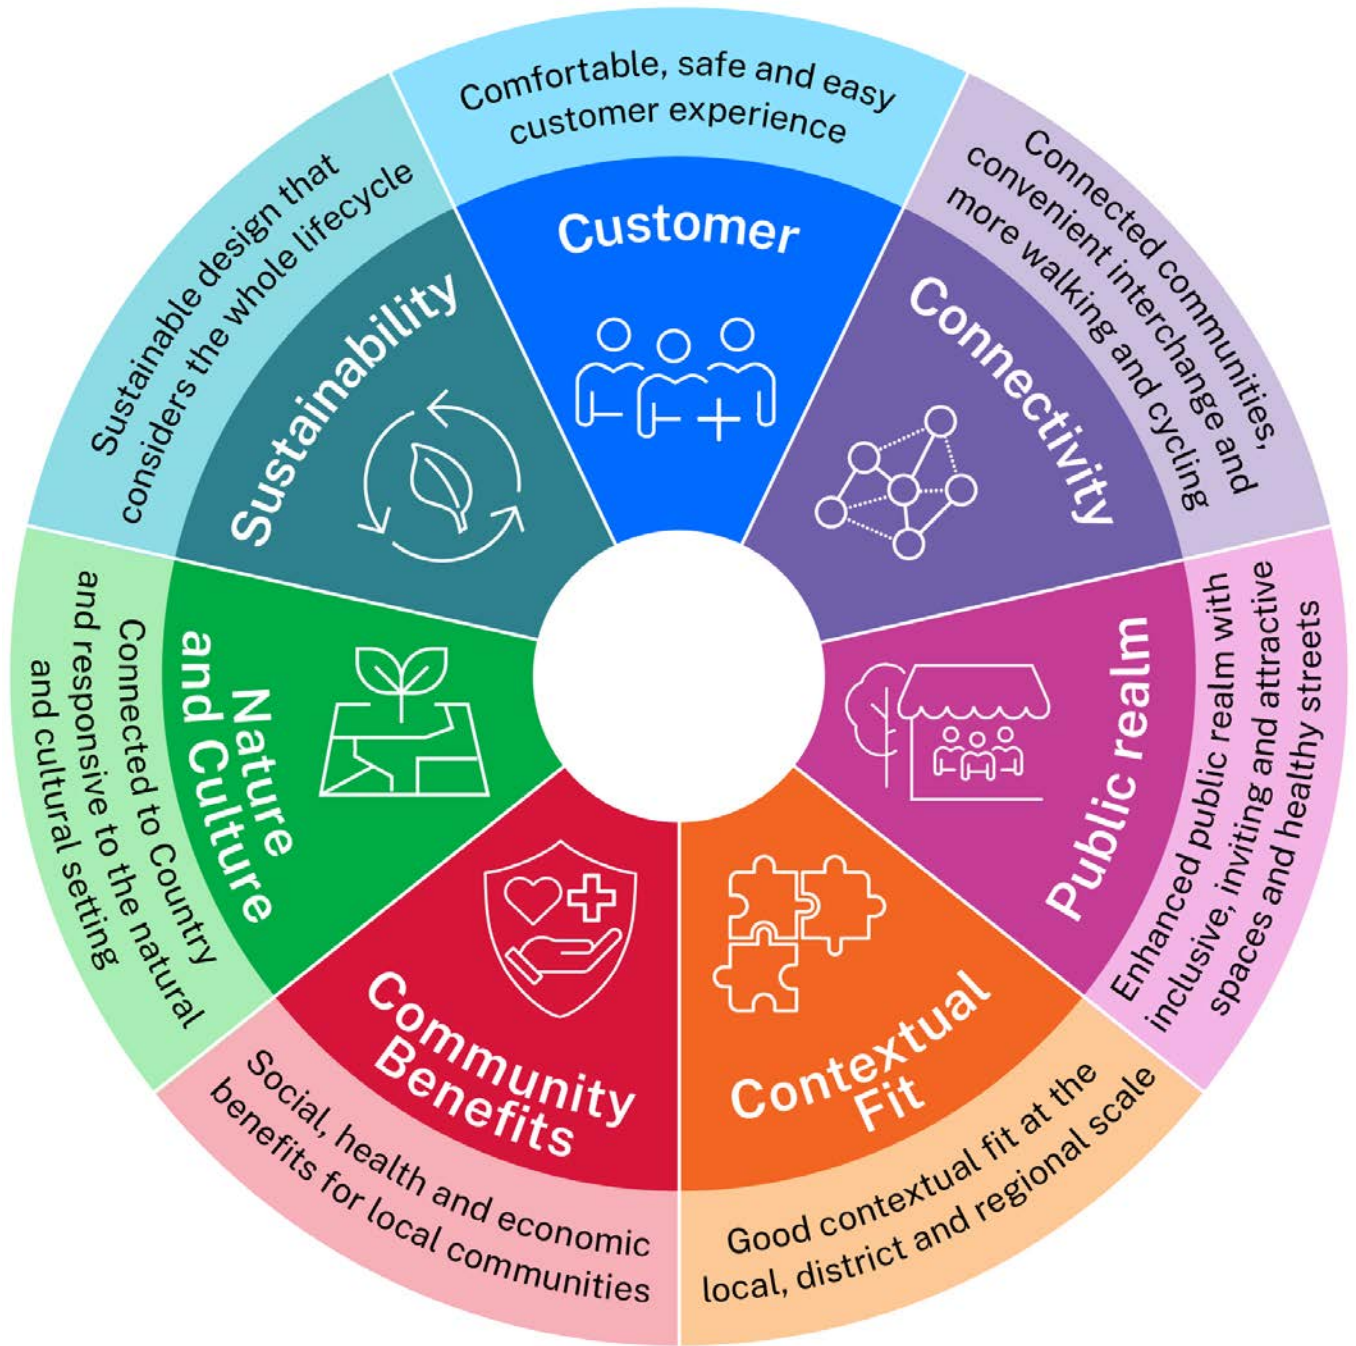 Comfortable, safe and easy
customer experience
Customer
Connected communities,
convenient interchange and
more walking and cycling
Connectivity
Enhanced public realm with
inclusive, inviting and attractive
spaces and healthy streets
Public realm
Good contextual fit at the
local, district and regional scale
Contextual
Fit
Social, health and economic
benefits for local communities
Community
Benefits
Connected to Country
and responsive to the natural
and cultural setting
Nature
and Culture
Sustainable design that
considers the whole lifecycle
Sustainability